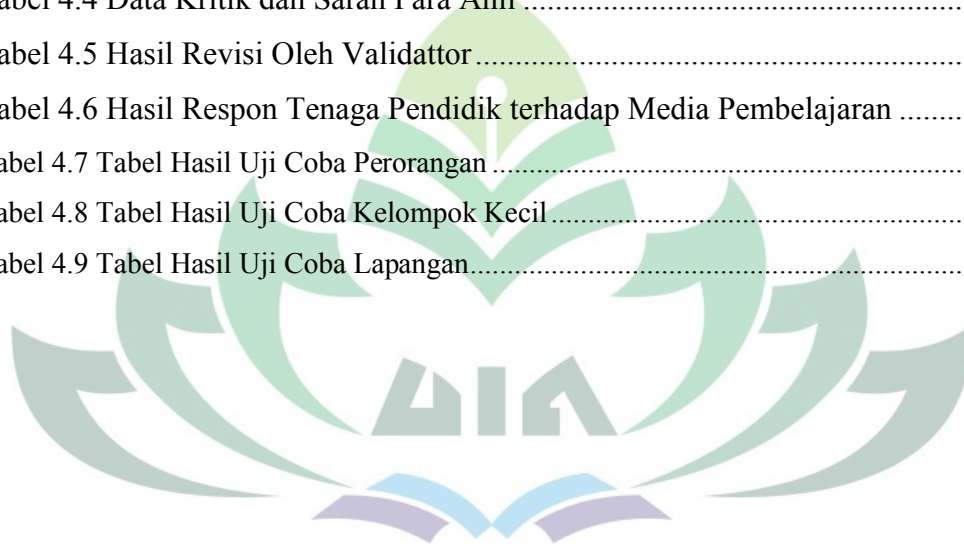 abel 4.4 Data Kritik dan Saran Para Ahli ........................................................
abel 4.5 Hasil Revisi Oleh Validattor ..............................................................
abel 4.6 Hasil Respon Tenaga Pendidik terhadap Media Pembelajaran ........
abel 4.7 Tabel Hasil Uji Coba Perorangan ............................................................
abel 4.8 Tabel Hasil Uji Coba Kelompok Kecil .....................................................
abel 4.9 Tabel Hasil Uji Coba Lapangan ...............................................................
UIN